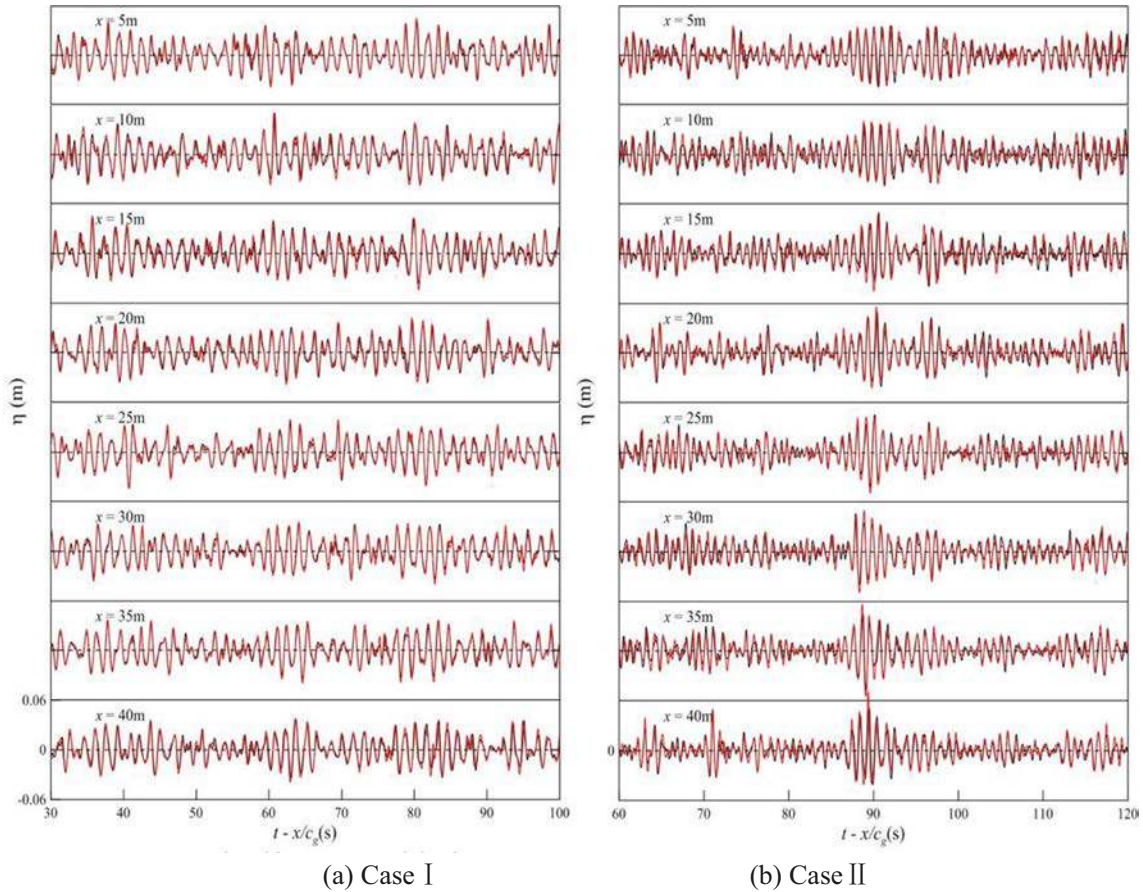 x = 5m
x = 10m
x = 15m
x = 20m
x = 25m
x = 30m
x = 35m
x = 40m
η (m)
0.06
0
-0.06
30 40 50 60 70 80 90 100
t - x/c_g(s)
(a) Case Ⅰ
x = 5m
x = 10m
x = 15m
x = 20m
x = 25m
x = 30m
x = 35m
x = 40m
η (m)
0
60 70 80 90 100 110 120
t - x/c_g(s)
(b) Case Ⅱ